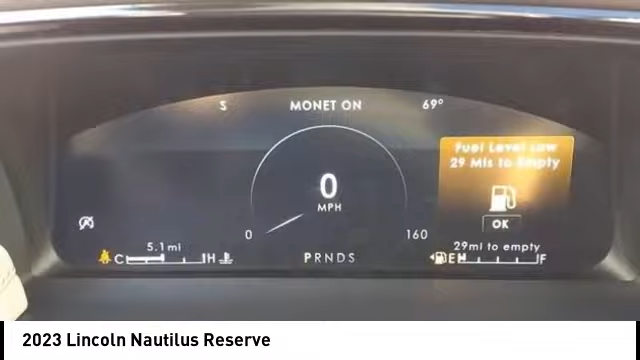 S MONET ON 69°
Fuel Level Low
29 Mls to Empty
0
MPH
OK
0 160
5.1 mi 29mi to empty
C H PRNDS E F
2023 Lincoln Nautilus Reserve